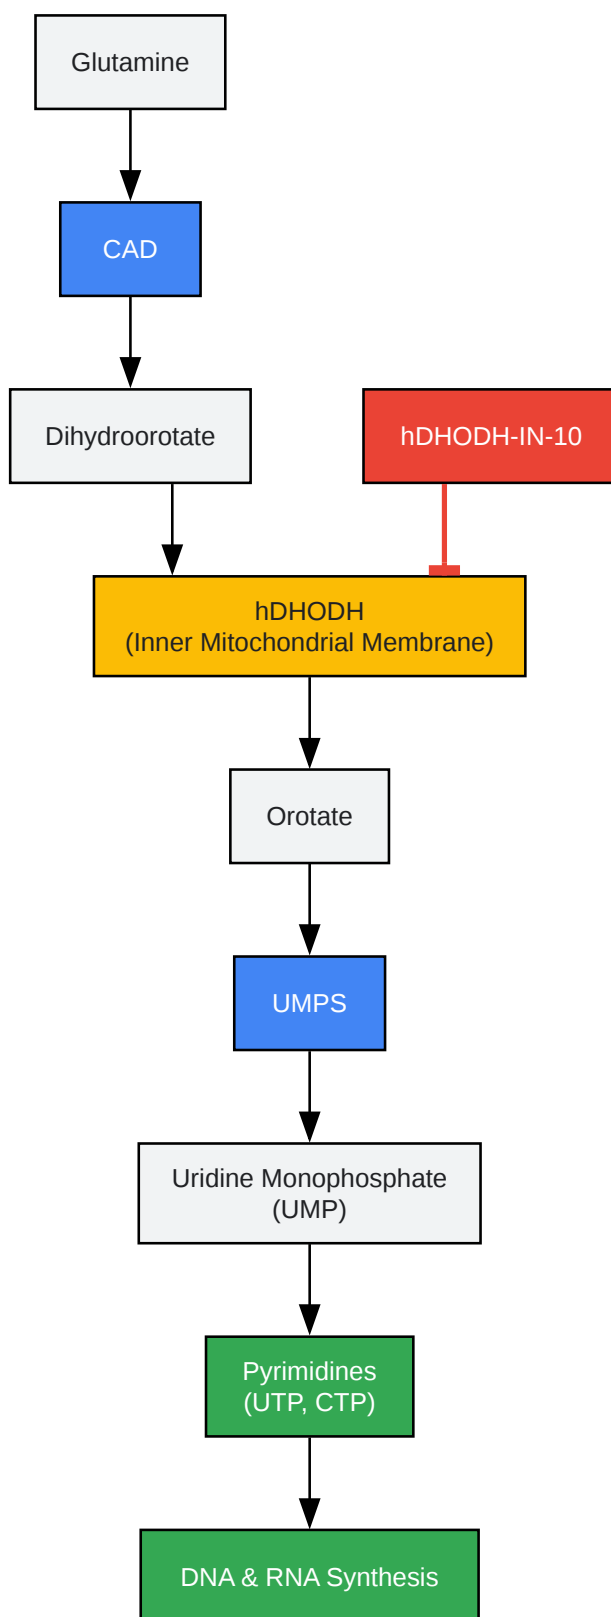 Glutamine
CAD
Dihydroorotate
hDHODH-IN-10
hDHODH
(Inner Mitochondrial Membrane)
Orotate
UMPS
Uridine Monophosphate
(UMP)
Pyrimidines
(UTP, CTP)
DNA & RNA Synthesis